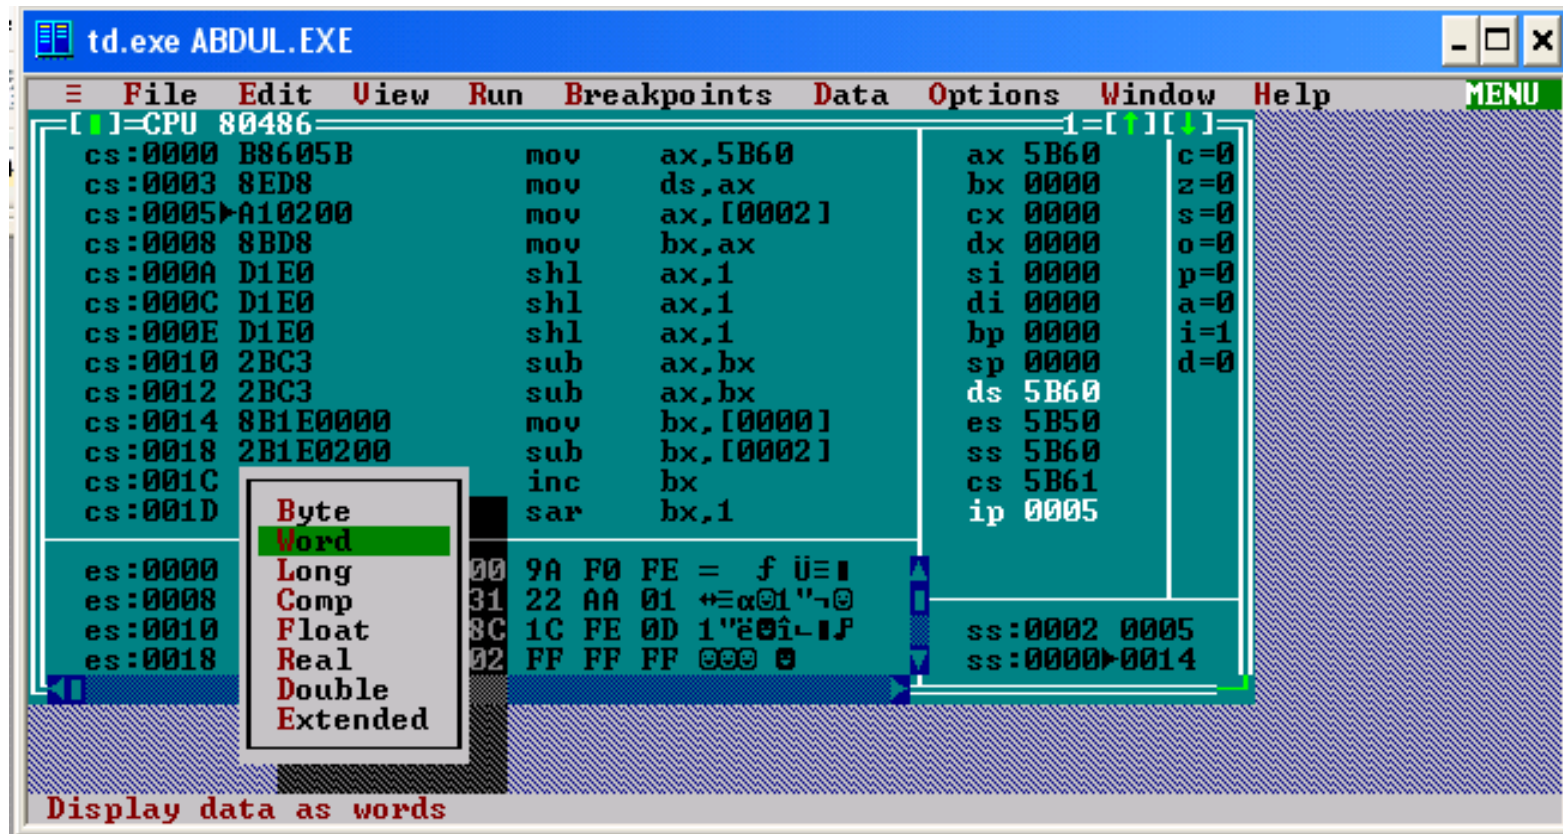 td.exe ABDUL.EXE
≡ File Edit View Run Breakpoints Data Options Window Help MENU
[▮]=CPU 80486 1=[↑][↓]
cs:0000 B8605B mov ax,5B60 ax 5B60 c=0
cs:0003 8ED8 mov ds,ax bx 0000 z=0
cs:0005►A10200 mov ax,[0002] cx 0000 s=0
cs:0008 8BD8 mov bx,ax dx 0000 o=0
cs:000A D1E0 shl ax,1 si 0000 p=0
cs:000C D1E0 shl ax,1 di 0000 a=0
cs:000E D1E0 shl ax,1 bp 0000 i=1
cs:0010 2BC3 sub ax,bx sp 0000 d=0
cs:0012 2BC3 sub ax,bx ds 5B60
cs:0014 8B1E0000 mov bx,[0000] es 5B50
cs:0018 2B1E0200 sub bx,[0002] ss 5B60
cs:001C inc bx cs 5B61
cs:001D Byte sar bx,1 ip 0005
Word
es:0000 Long 00 9A F0 FE = ƒ Ü≡▮
es:0008 Comp 31 22 AA 01 ↔≡α☺1"¬☺
es:0010 Float 8C 1C FE 0D 1"ë☻î∟▮♪ ss:0002 0005
es:0018 Real 02 FF FF FF ☺☺☺ ☻ ss:0000►0014
Double
Extended
Display data as words